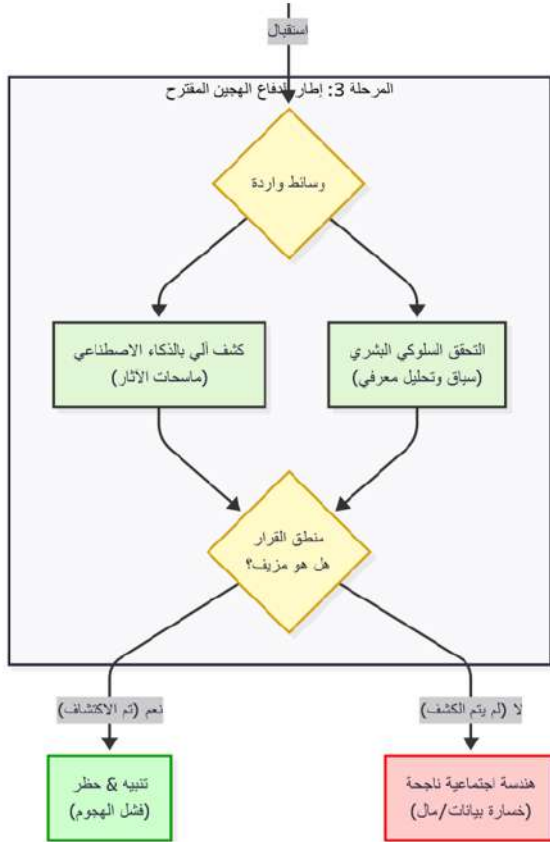 استقبال
المرحلة 3: إطار الدفاع الهجين المقترح
وسائط واردة
التحقق السلوكي البشري
(سياق وتحليل معرفي)
كشف آلي بالذكاء الاصطناعي
(ماسحات الآثار)
منطق القرار
هل هو مزيف؟
لا (لم يتم الكشف)
نعم (تم الاكتشاف)
هندسة اجتماعية ناجحة
(خسارة بيانات/مال)
تنبيه & حظر
(فشل الهجوم)